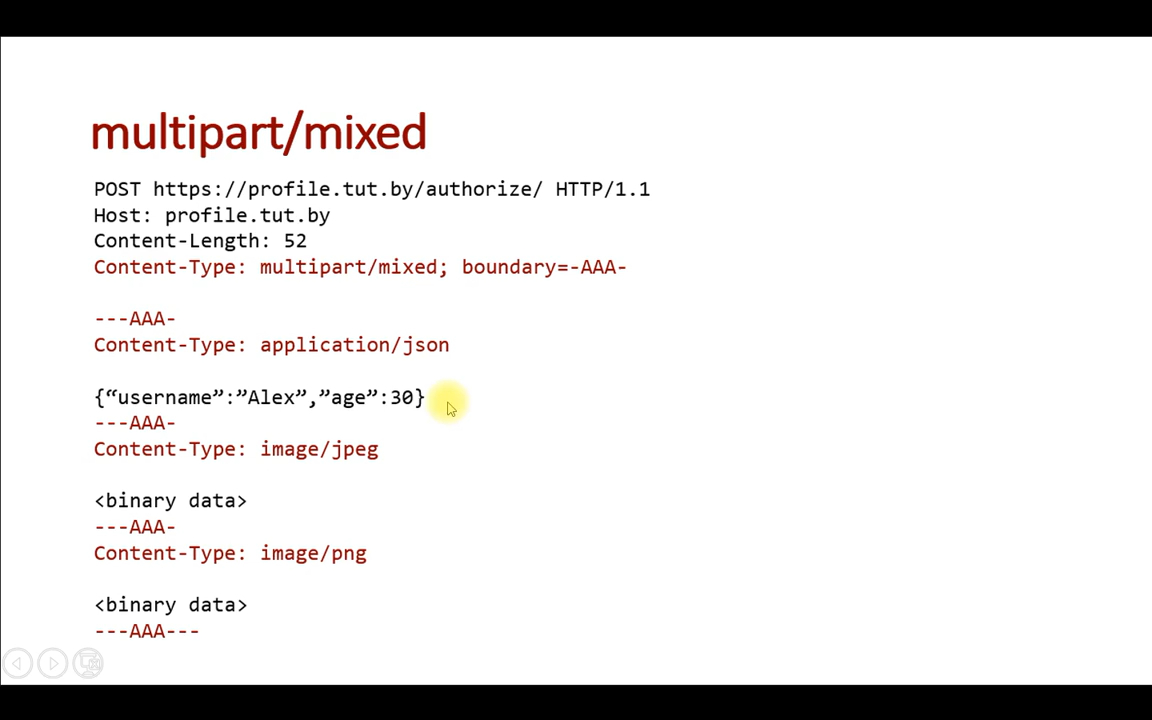 multipart/mixed
POST https://profile.tut.by/authorize/ HTTP/1.1
Host: profile.tut.by
Content-Length: 52
Content-Type: multipart/mixed; boundary=-AAA-
---AAA-
Content-Type: application/json
{“username”:”Alex”,”age”:30}
---AAA-
Content-Type: image/jpeg
<binary data>
---AAA-
Content-Type: image/png
<binary data>
---AAA---